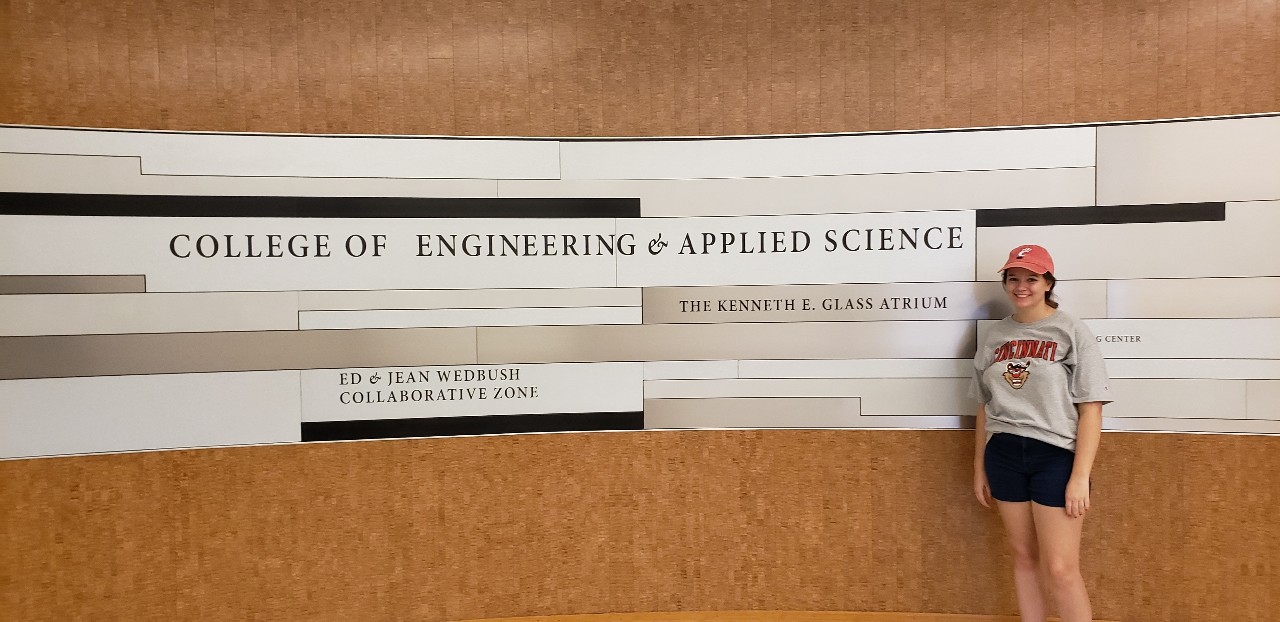 COLLEGE OF ENGINEERING & APPLIED SCIENCE
THE KENNETH E. GLASS ATRIUM
G CENTER
ED & JEAN WEDBUSH
COLLABORATIVE ZONE
C
CINCINNATI